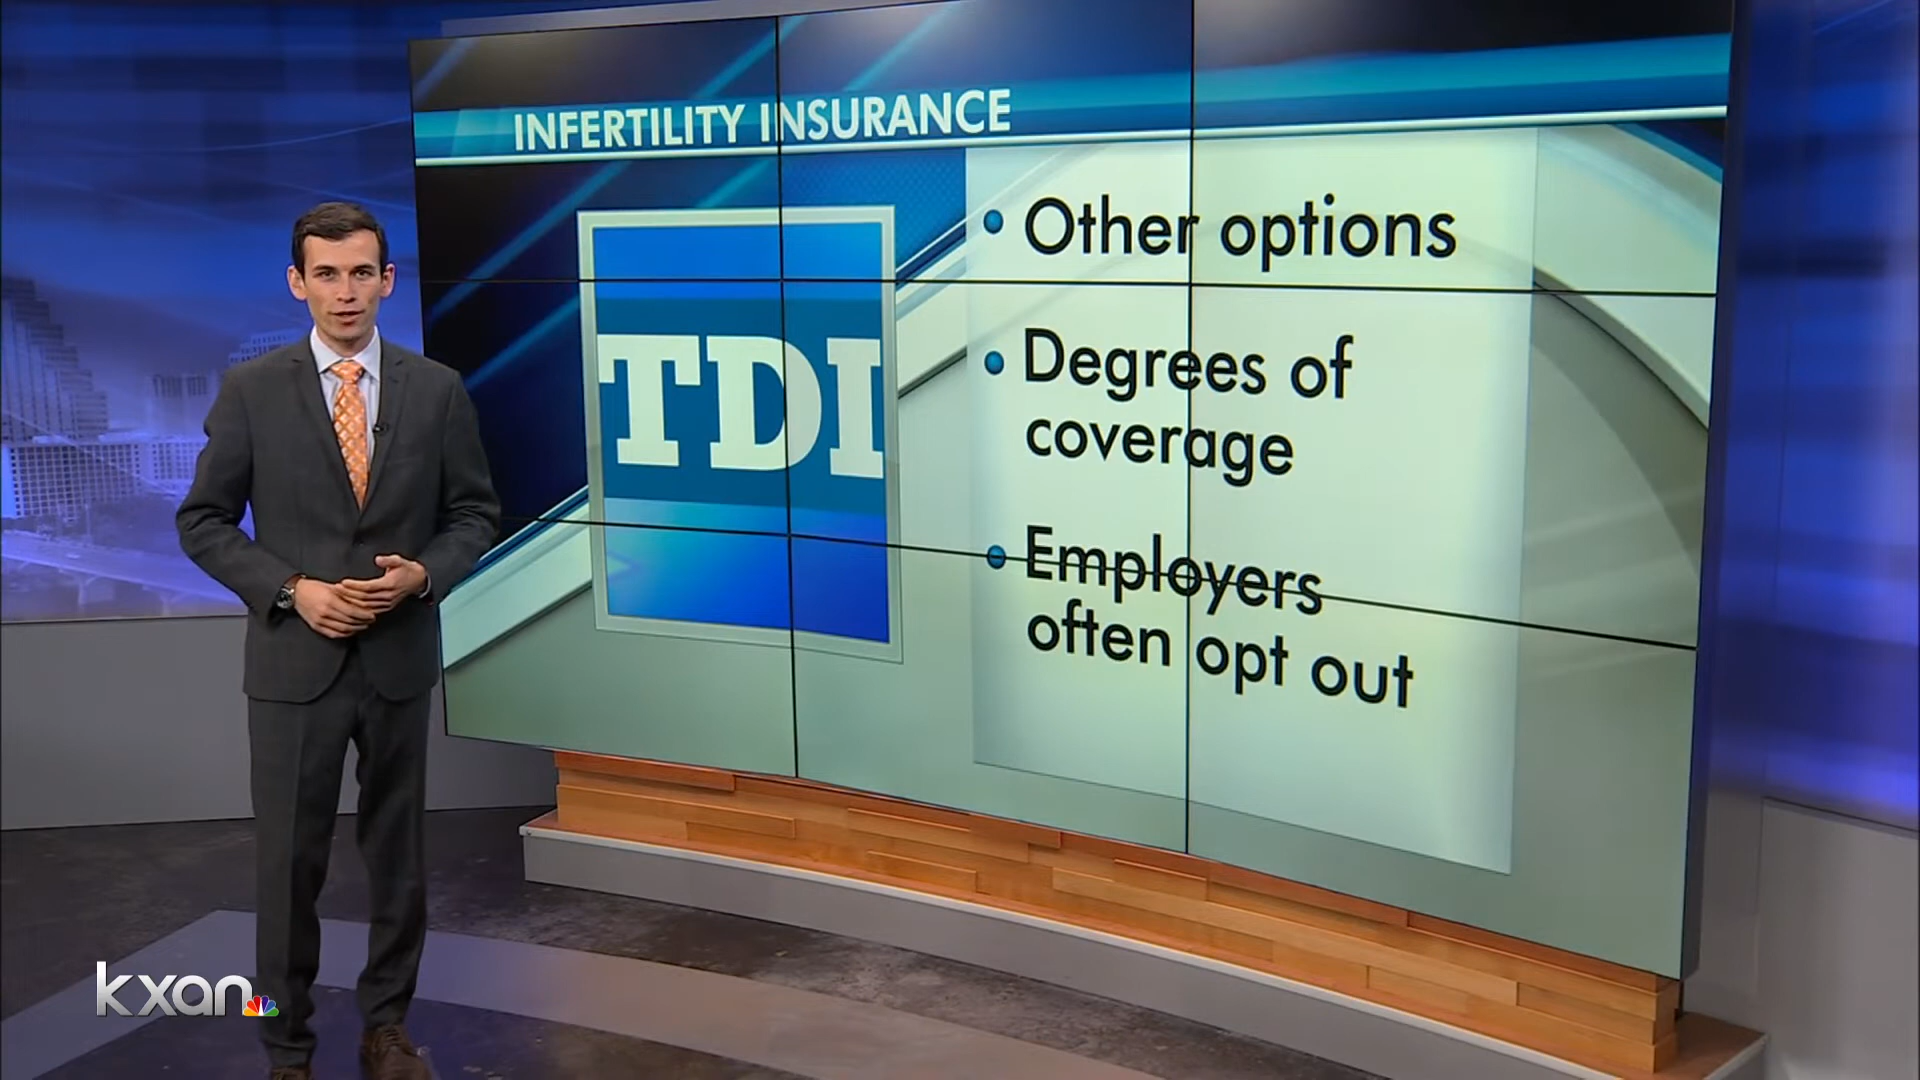 INFERTILITY INSURANCE
TDI
• Other options
• Degrees of
coverage
• Employers
often opt out
kxan